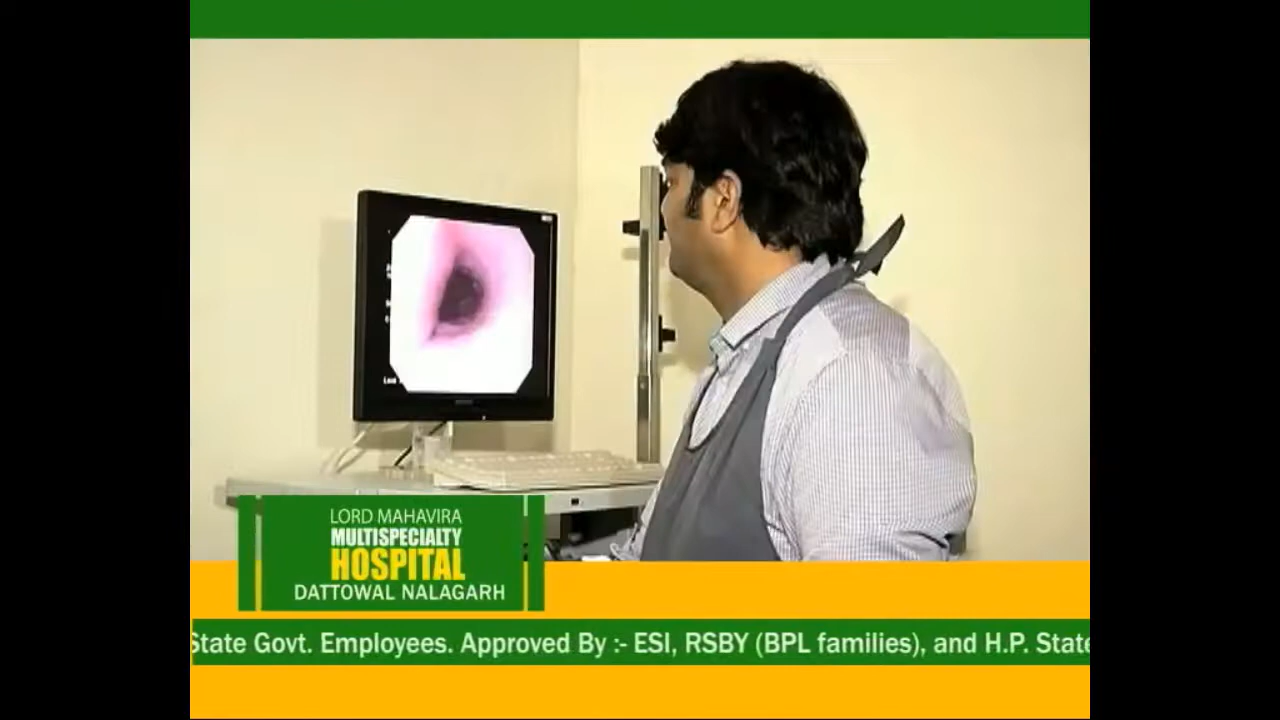 LORD MAHAVIRA
MULTISPECIALTY
HOSPITAL
DATTOWAL NALAGARH
State Govt. Employees. Approved By :- ESI, RSBY (BPL families), and H.P. State